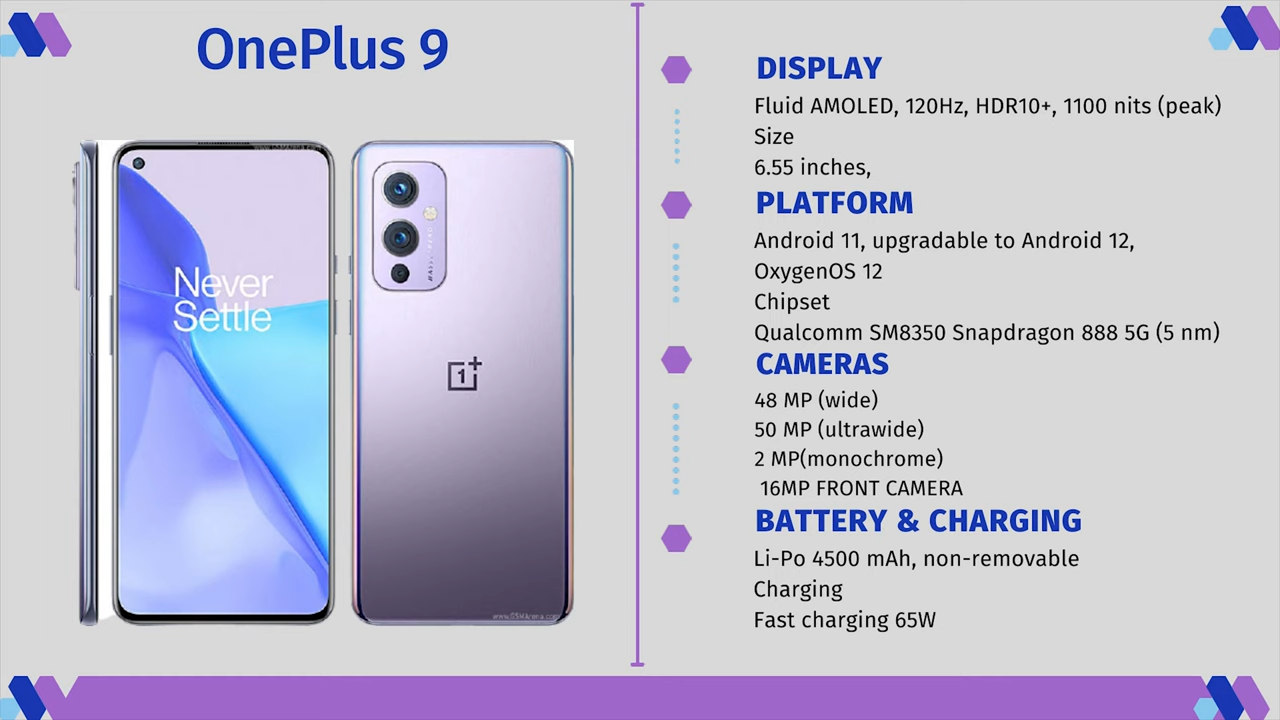 OnePlus 9
Never
Settle
www.GSMArena.com
DISPLAY
Fluid AMOLED, 120Hz, HDR10+, 1100 nits (peak)
Size
6.55 inches,
PLATFORM
Android 11, upgradable to Android 12,
OxygenOS 12
Chipset
Qualcomm SM8350 Snapdragon 888 5G (5 nm)
CAMERAS
48 MP (wide)
50 MP (ultrawide)
2 MP(monochrome)
16MP FRONT CAMERA
BATTERY & CHARGING
Li-Po 4500 mAh, non-removable
Charging
Fast charging 65W